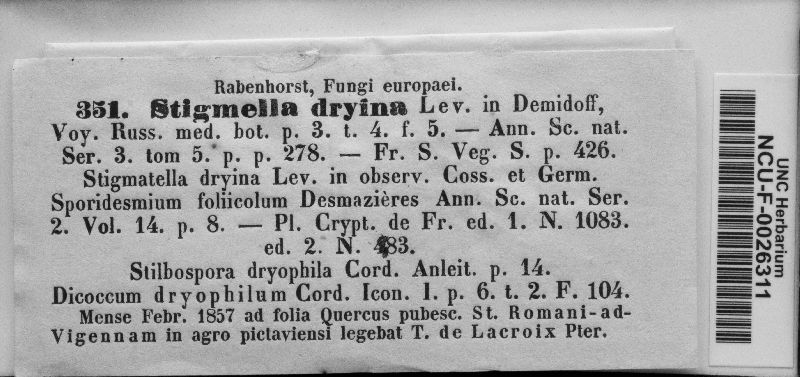 Rabenhorst, Fungi europaei.
351. Stigmella dryina Lev. in Demidoff,
Voy. Russ. med. bot. p. 3. t. 4. f. 5. — Ann. Sc. nat.
Ser. 3. tom 5. p. p. 278. — Fr. S. Veg. S. p. 426.
Stigmatella dryina Lev. in observ. Coss. et Germ.
Sporidesmium foliicolum Desmazières Ann. Sc. nat. Ser.
2. Vol. 14. p. 8. — Pl. Crypt. de Fr. ed. 1. N. 1083.
ed. 2. N. 483.
Stilbospora dryophila Cord. Anleit. p. 14.
Dicoccum dryophilum Cord. Icon. I. p. 6. t. 2. F. 104.
Mense Febr. 1857 ad folia Quercus pubesc. St. Romani-ad-
Vigennam in agro pictaviensi legebat T. de Lacroix Pter.
UNC Herbarium
NCU-F-0026311